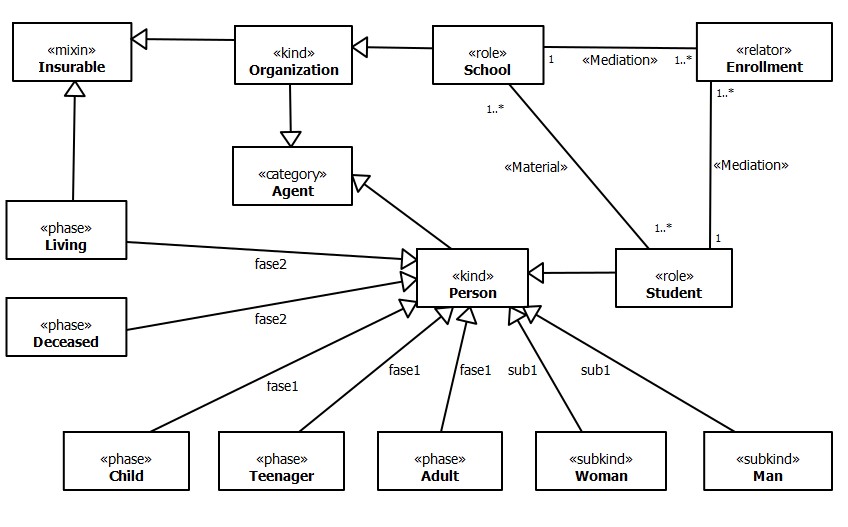 «mixin»
Insurable
«kind»
Organization
«role»
School
1
«Mediation»
1..*
«relator»
Enrollment
1..*
1..*
«category»
Agent
«Material»
«Mediation»
«phase»
Living
fase2
1..*
1
«kind»
Person
«role»
Student
«phase»
Deceased
fase2
fase1
fase1
fase1
sub1
sub1
«phase»
Child
«phase»
Teenager
«phase»
Adult
«subkind»
Woman
«subkind»
Man